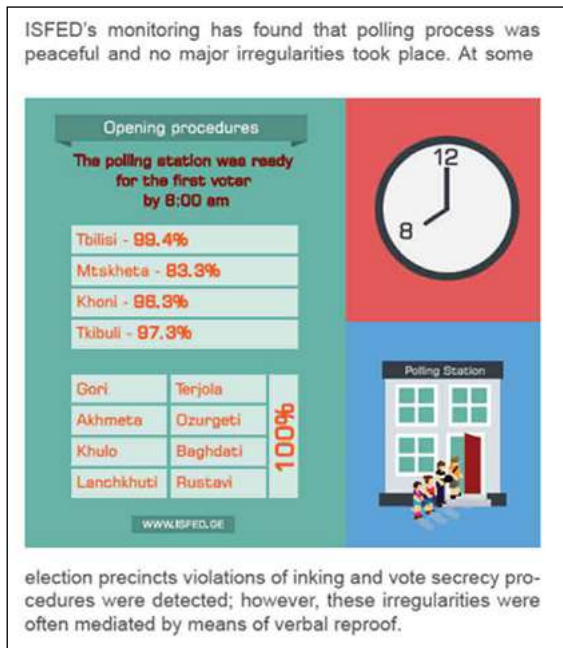 ISFED's monitoring has found that polling process was
peaceful and no major irregularities took place. At some
Opening procedures
The polling station was ready
for the first voter
by 8:00 am
Tbilisi - 99.4%
Mtskheta - 83.3%
Khoni - 96.3%
Tkibuli - 97.3%
Gori Terjola
Akhmeta Ozurgeti
Khulo Baghdati
Lanchkhuti Rustavi
100%
WWW.ISFED.GE
12
8
Polling Station
election precincts violations of inking and vote secrecy pro-
cedures were detected; however, these irregularities were
often mediated by means of verbal reproof.